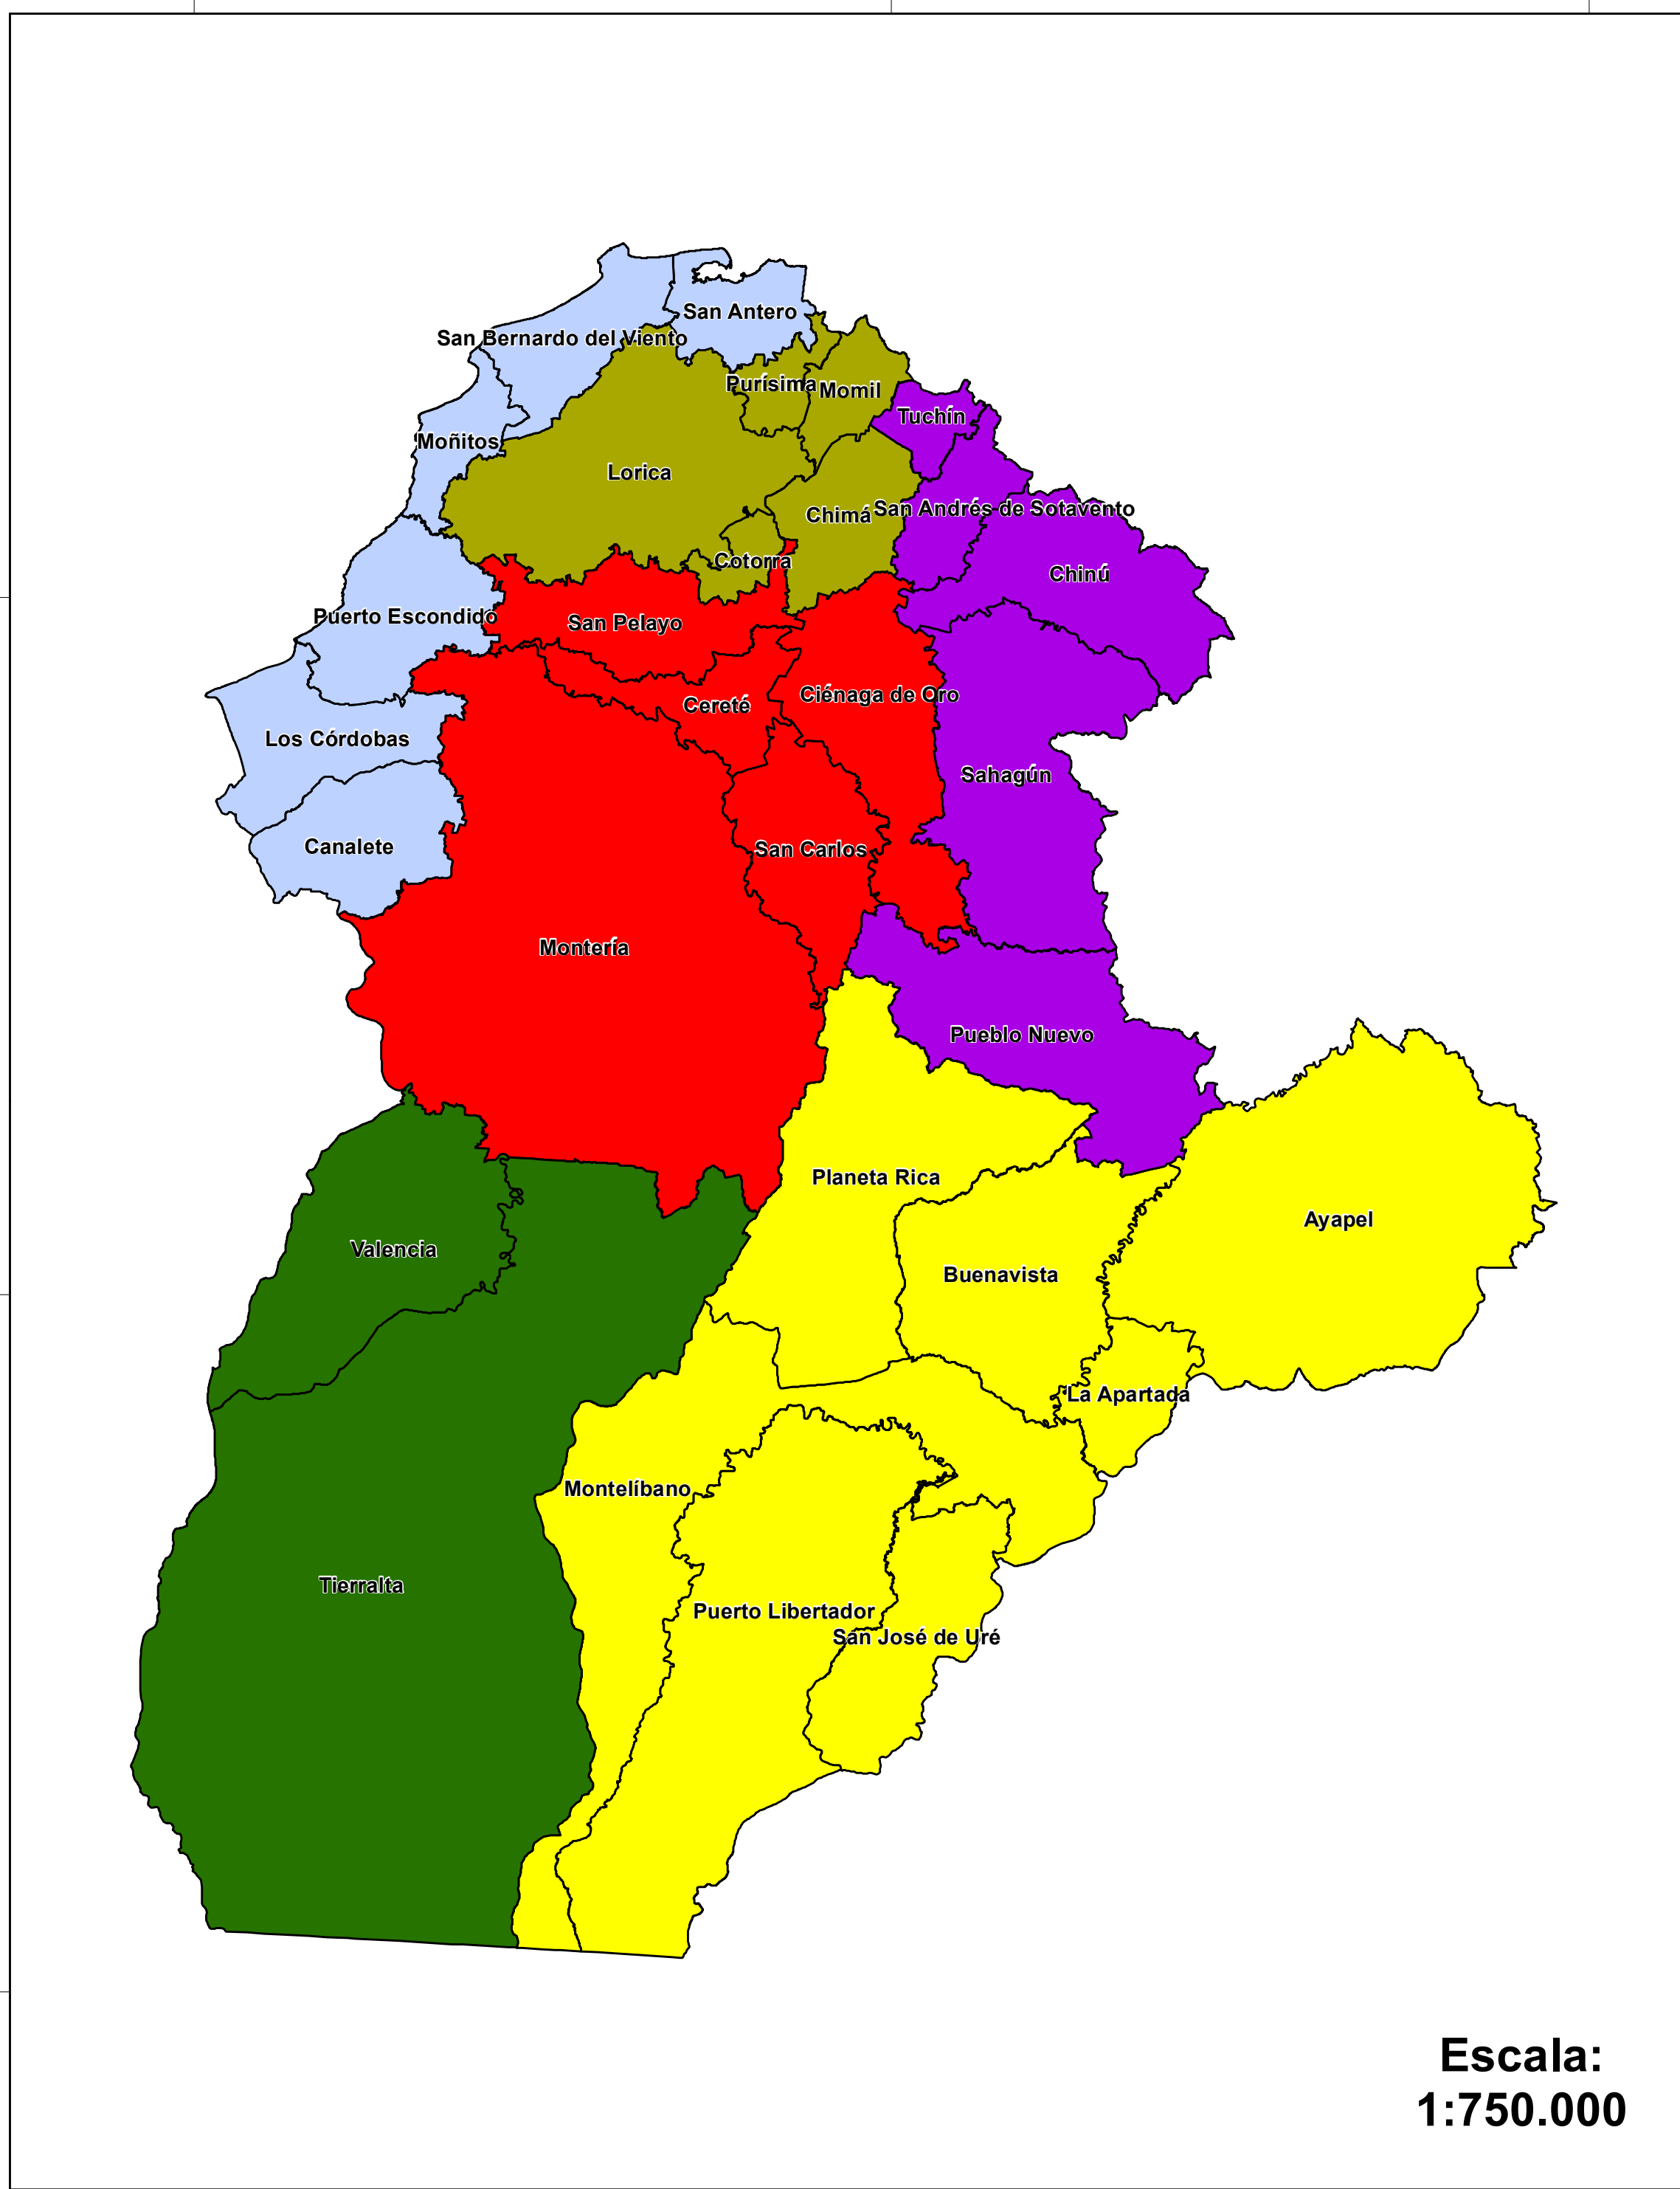 San Antero
San Bernardo del Viento
Purísima
Momil
Tuchín
Moñitos
Lorica
San Andrés de Sotavento
Chimá
Cotorra
Chinú
Puerto Escondido
San Pelayo
Ciénaga de Oro
Cereté
Los Córdobas
Sahagún
Canalete
San Carlos
Montería
Pueblo Nuevo
Planeta Rica
Ayapel
Valencia
Buenavista
La Apartada
Montelíbano
Tierralta
Puerto Libertador
San José de Uré
Escala:
1:750.000